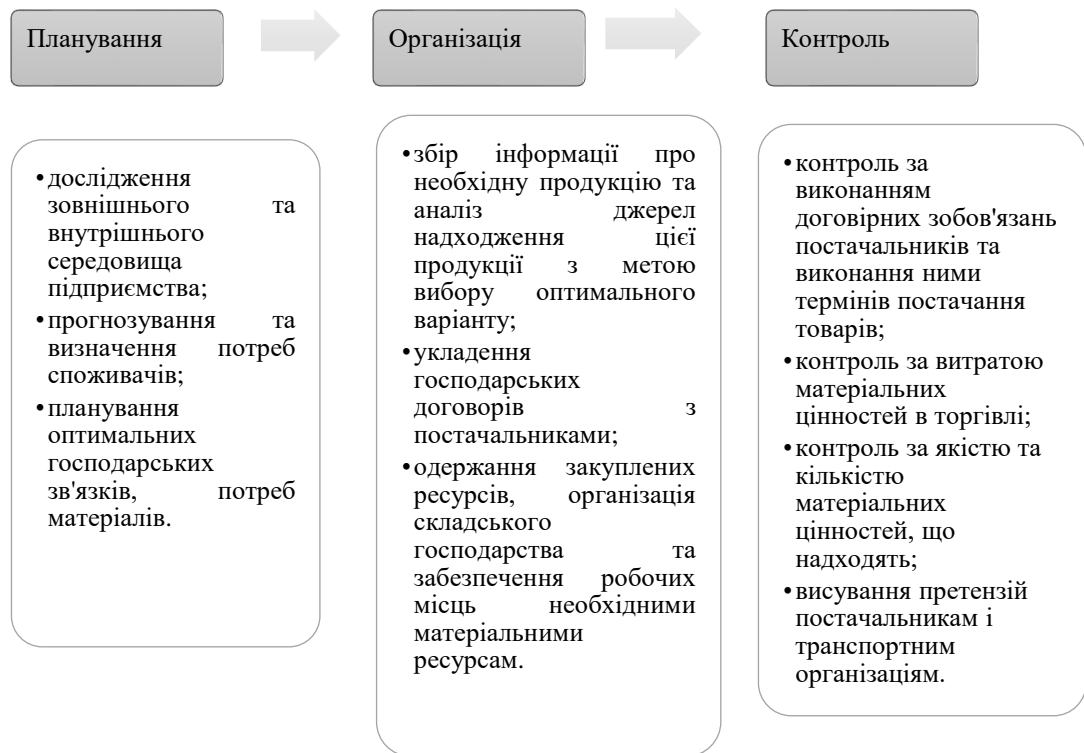 Планування
Організація
Контроль
•дослідження
зовнішнього та
внутрішнього
середовища
підприємства;
•прогнозування та
визначення потреб
споживачів;
•планування
оптимальних
господарських
зв'язків, потреб
матеріалів.
•збір інформації про
необхідну продукцію та
аналіз джерел
надходження цієї
продукції з метою
вибору оптимального
варіанту;
•укладення
господарських
договорів з
постачальниками;
•одержання закуплених
ресурсів, організація
складського
господарства та
забезпечення робочих
місць необхідними
матеріальними
ресурсам.
•контроль за
виконанням
договірних зобов'язань
постачальників та
виконання ними
термінів постачання
товарів;
•контроль за витратою
матеріальних
цінностей в торгівлі;
•контроль за якістю та
кількістю
матеріальних
цінностей, що
надходять;
•висування претензій
постачальникам і
транспортним
організаціям.